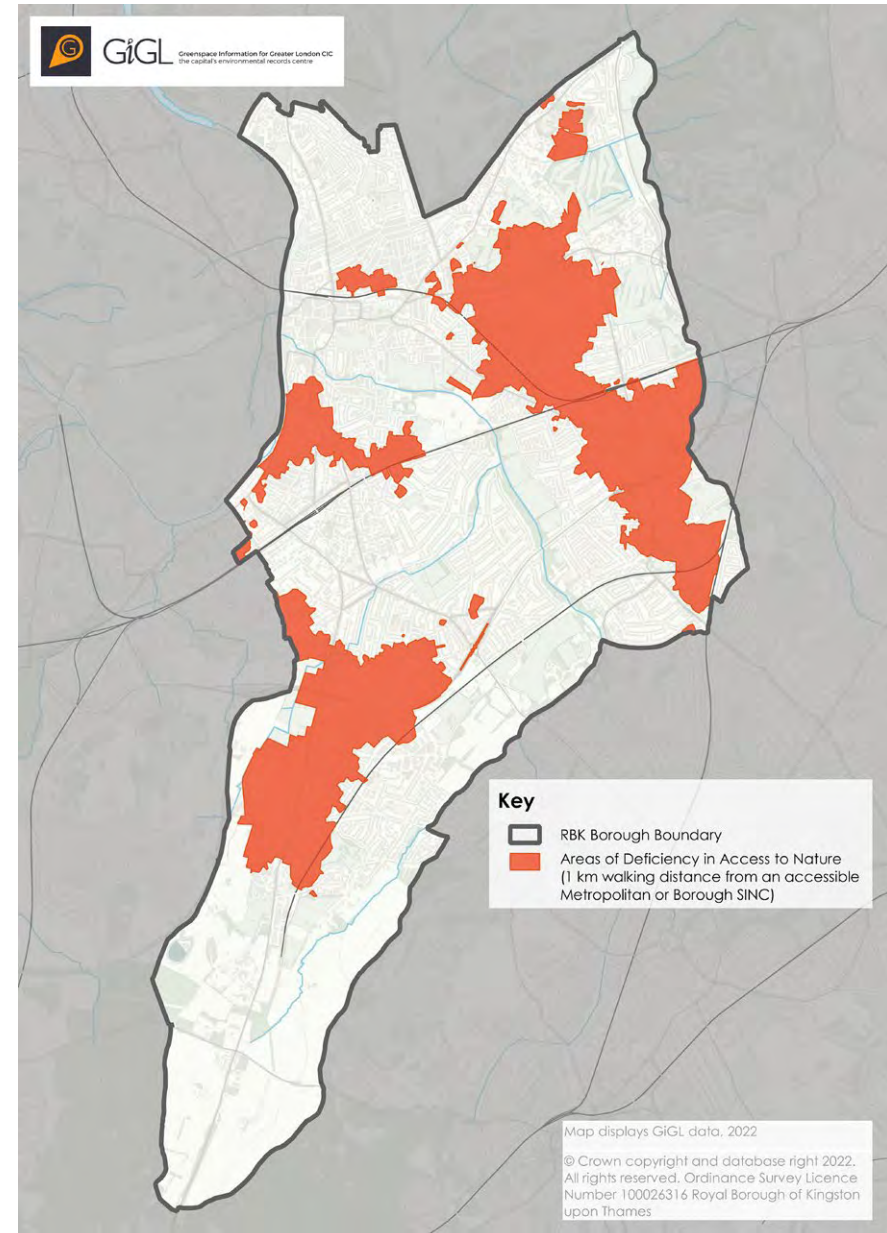 G
GiGL
Greenspace Information for Greater London CIC
the capital's environmental records centre
Key
RBK Borough Boundary
Areas of Deficiency in Access to Nature
(1 km walking distance from an accessible
Metropolitan or Borough SINC)
Map displays GiGL data, 2022
© Crown copyright and database right 2022.
All rights reserved. Ordinance Survey Licence
Number 100026316 Royal Borough of Kingston
upon Thames